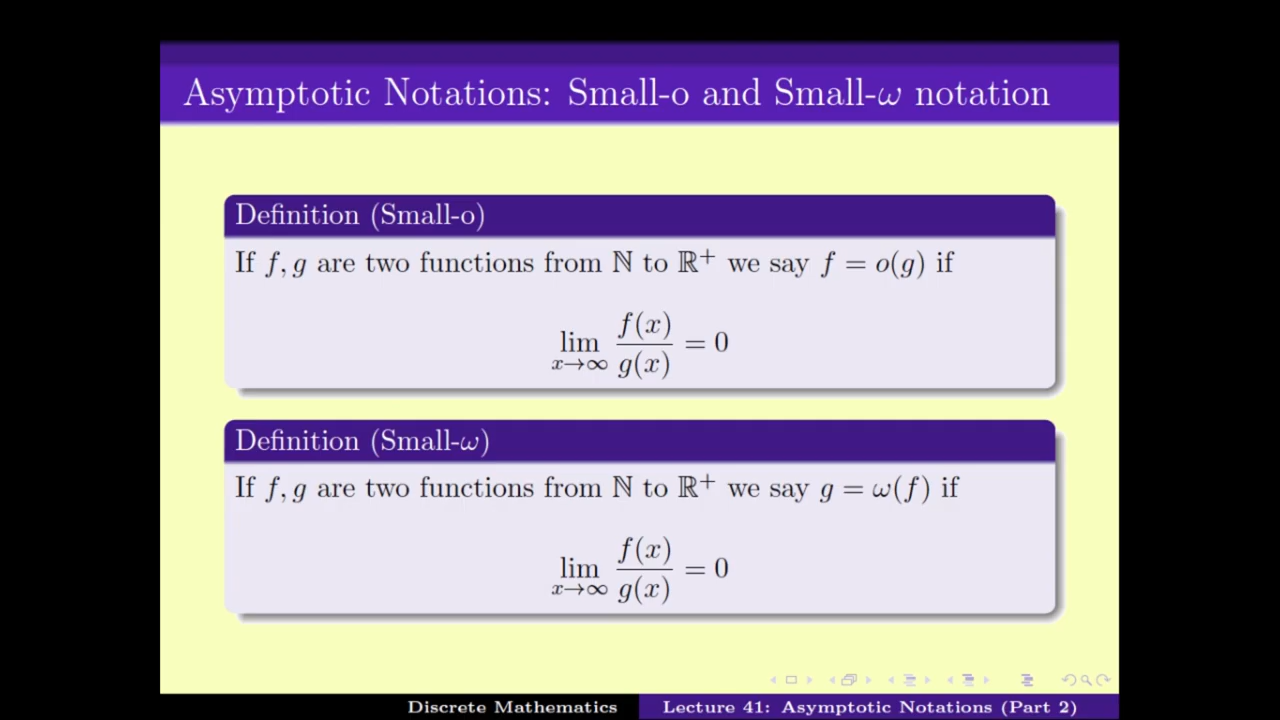 Asymptotic Notations: Small-o and Small-ω notation
Definition (Small-o)
If f, g are two functions from ℕ to ℝ⁺ we say f = o(g) if
lim x→∞ f(x)/g(x) = 0
Definition (Small-ω)
If f, g are two functions from ℕ to ℝ⁺ we say g = ω(f) if
lim x→∞ f(x)/g(x) = 0
Discrete Mathematics Lecture 41: Asymptotic Notations (Part 2)